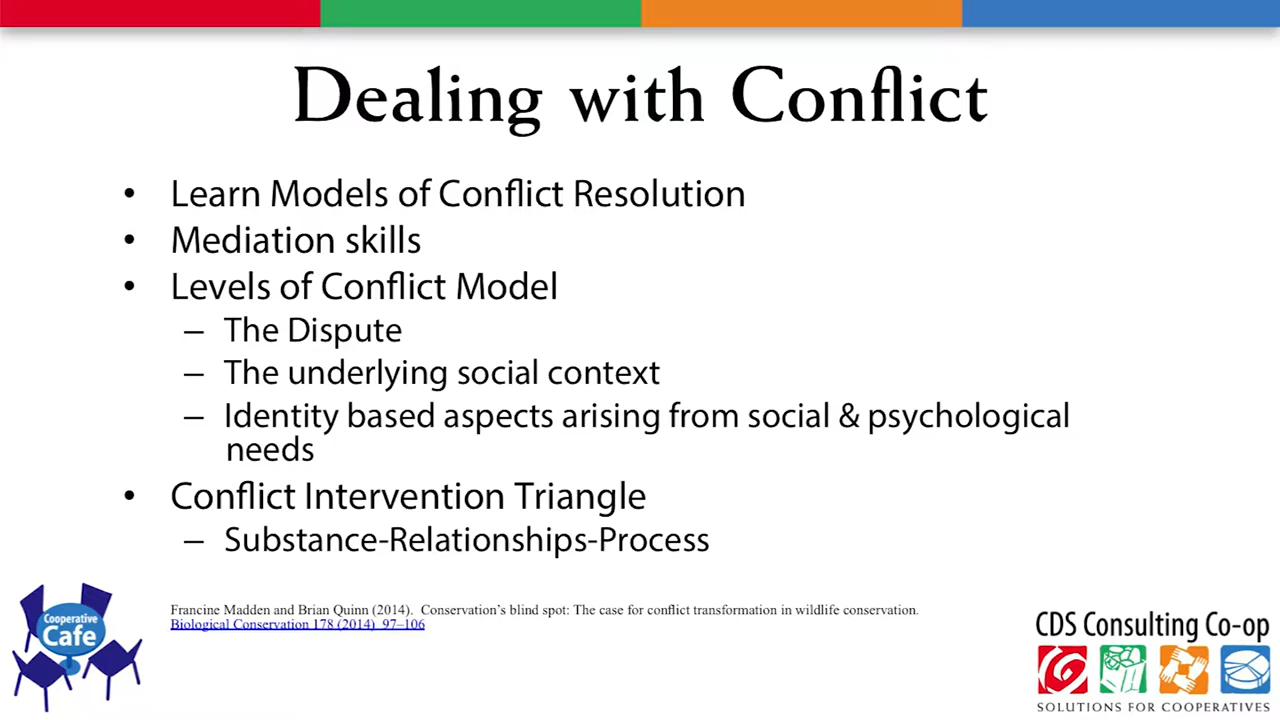 Dealing with Conflict
• Learn Models of Conflict Resolution
• Mediation skills
• Levels of Conflict Model
– The Dispute
– The underlying social context
– Identity based aspects arising from social & psychological
needs
• Conflict Intervention Triangle
– Substance-Relationships-Process
Francine Madden and Brian Quinn (2014). Conservation's blind spot: The case for conflict transformation in wildlife conservation.
Biological Conservation 178 (2014) 97–106
Cooperative
Cafe
CDS Consulting Co-op
SOLUTIONS FOR COOPERATIVES